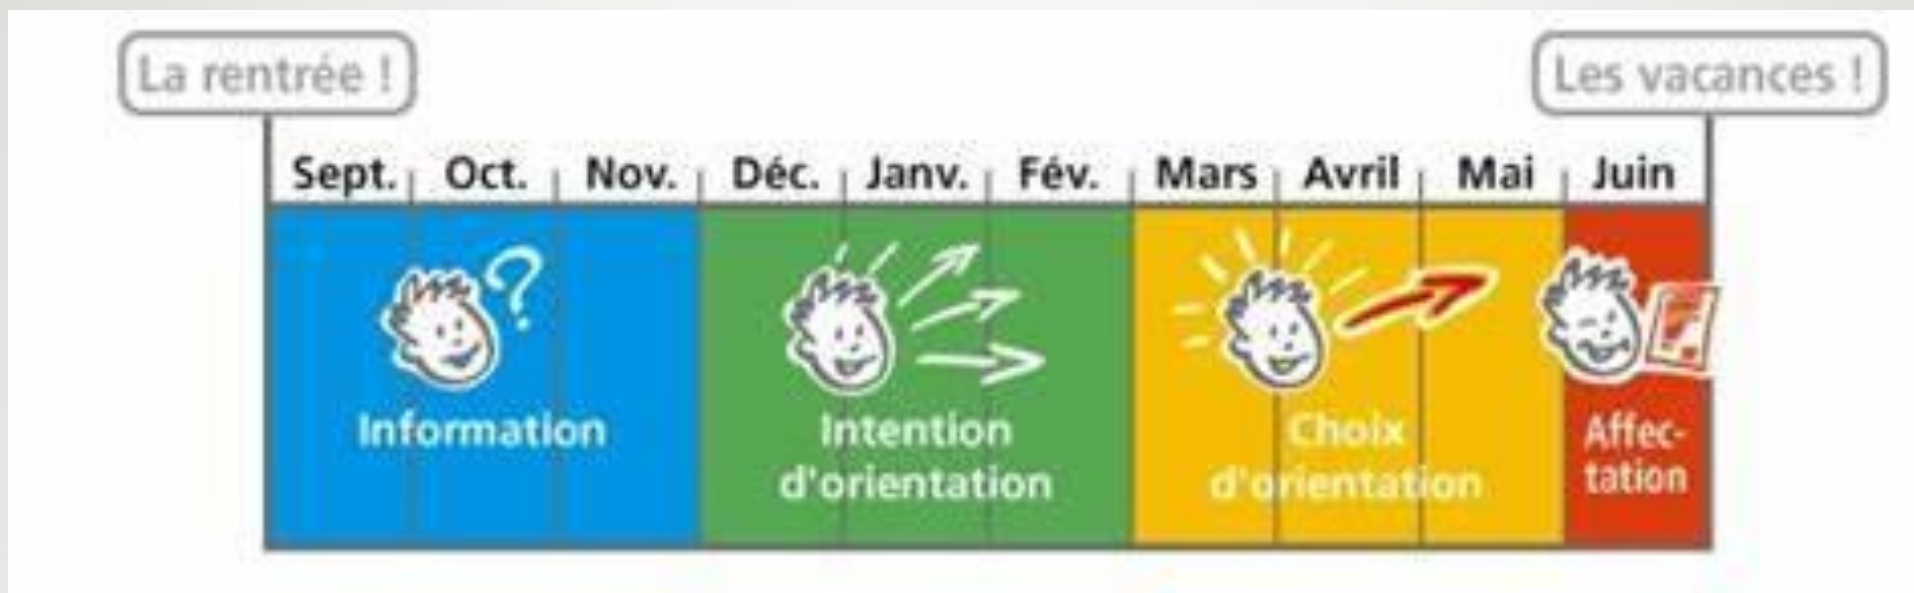 La rentrée !
Les vacances !
Sept. Oct. Nov. Déc. Janv. Fév. Mars Avril Mai Juin
Information
Intention
d'orientation
Choix
d'orientation
Affec-
tation